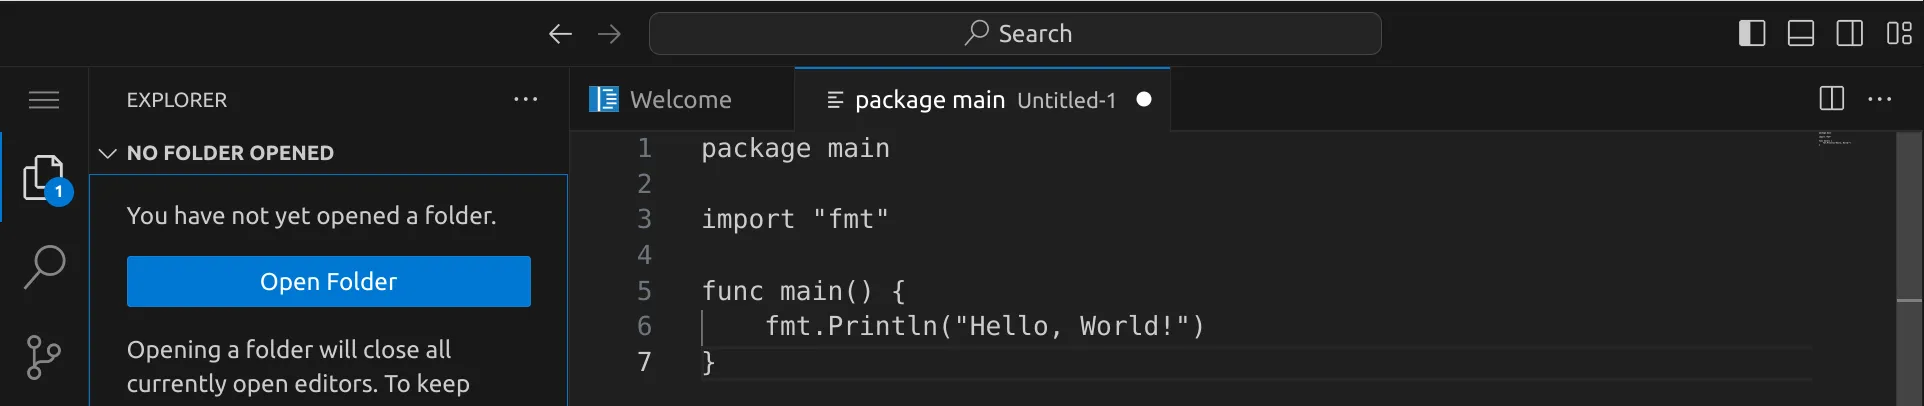 Search
EXPLORER ...
NO FOLDER OPENED
1
You have not yet opened a folder.
Open Folder
Opening a folder will close all
currently open editors. To keep
Welcome
package main Untitled-1
1 package main
2
3 import "fmt"
4
5 func main() {
6     fmt.Println("Hello, World!")
7 }